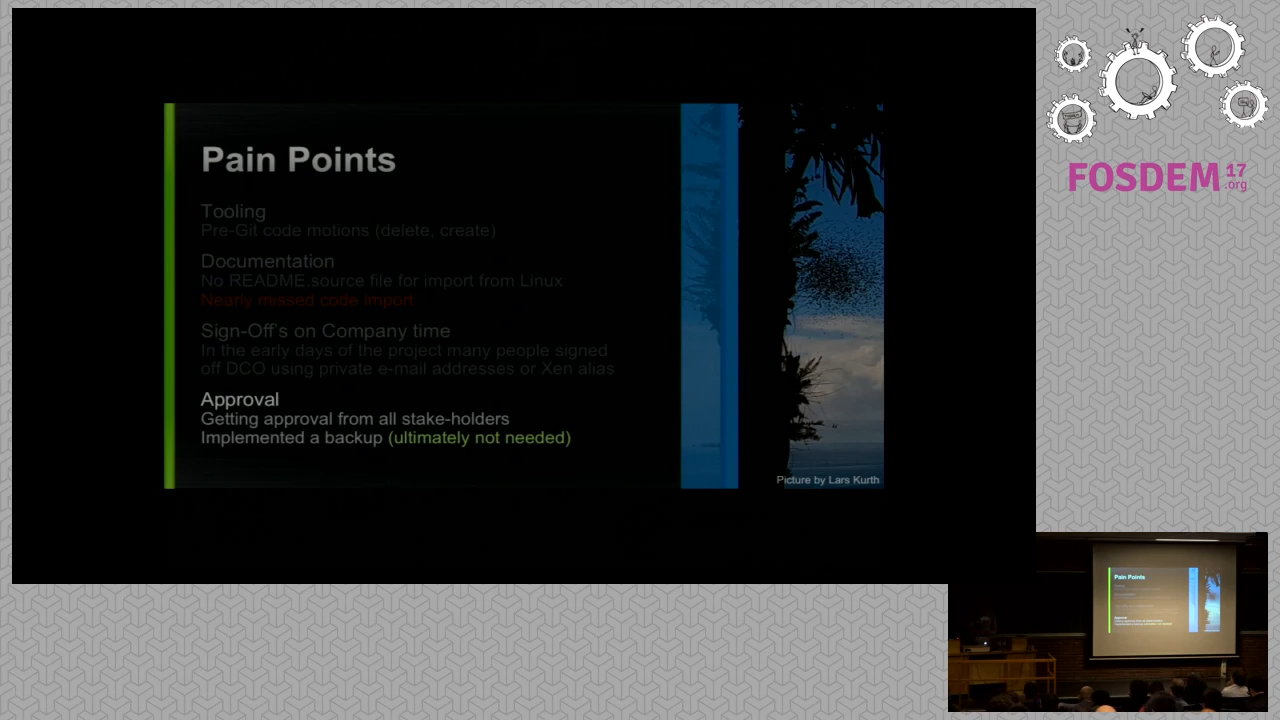 Pain Points
Tooling
Pre-Git code motions (delete, create)
Documentation
No README.source file for import from Linux
Nearly missed code import
Sign-Off's on Company time
In the early days of the project many people signed
off DCO using private e-mail addresses or Xen alias
Approval
Getting approval from all stake-holders
Implemented a backup (ultimately not needed)
Picture by Lars Kurth
FOSDEM 17
.org
Pain Points
Approval